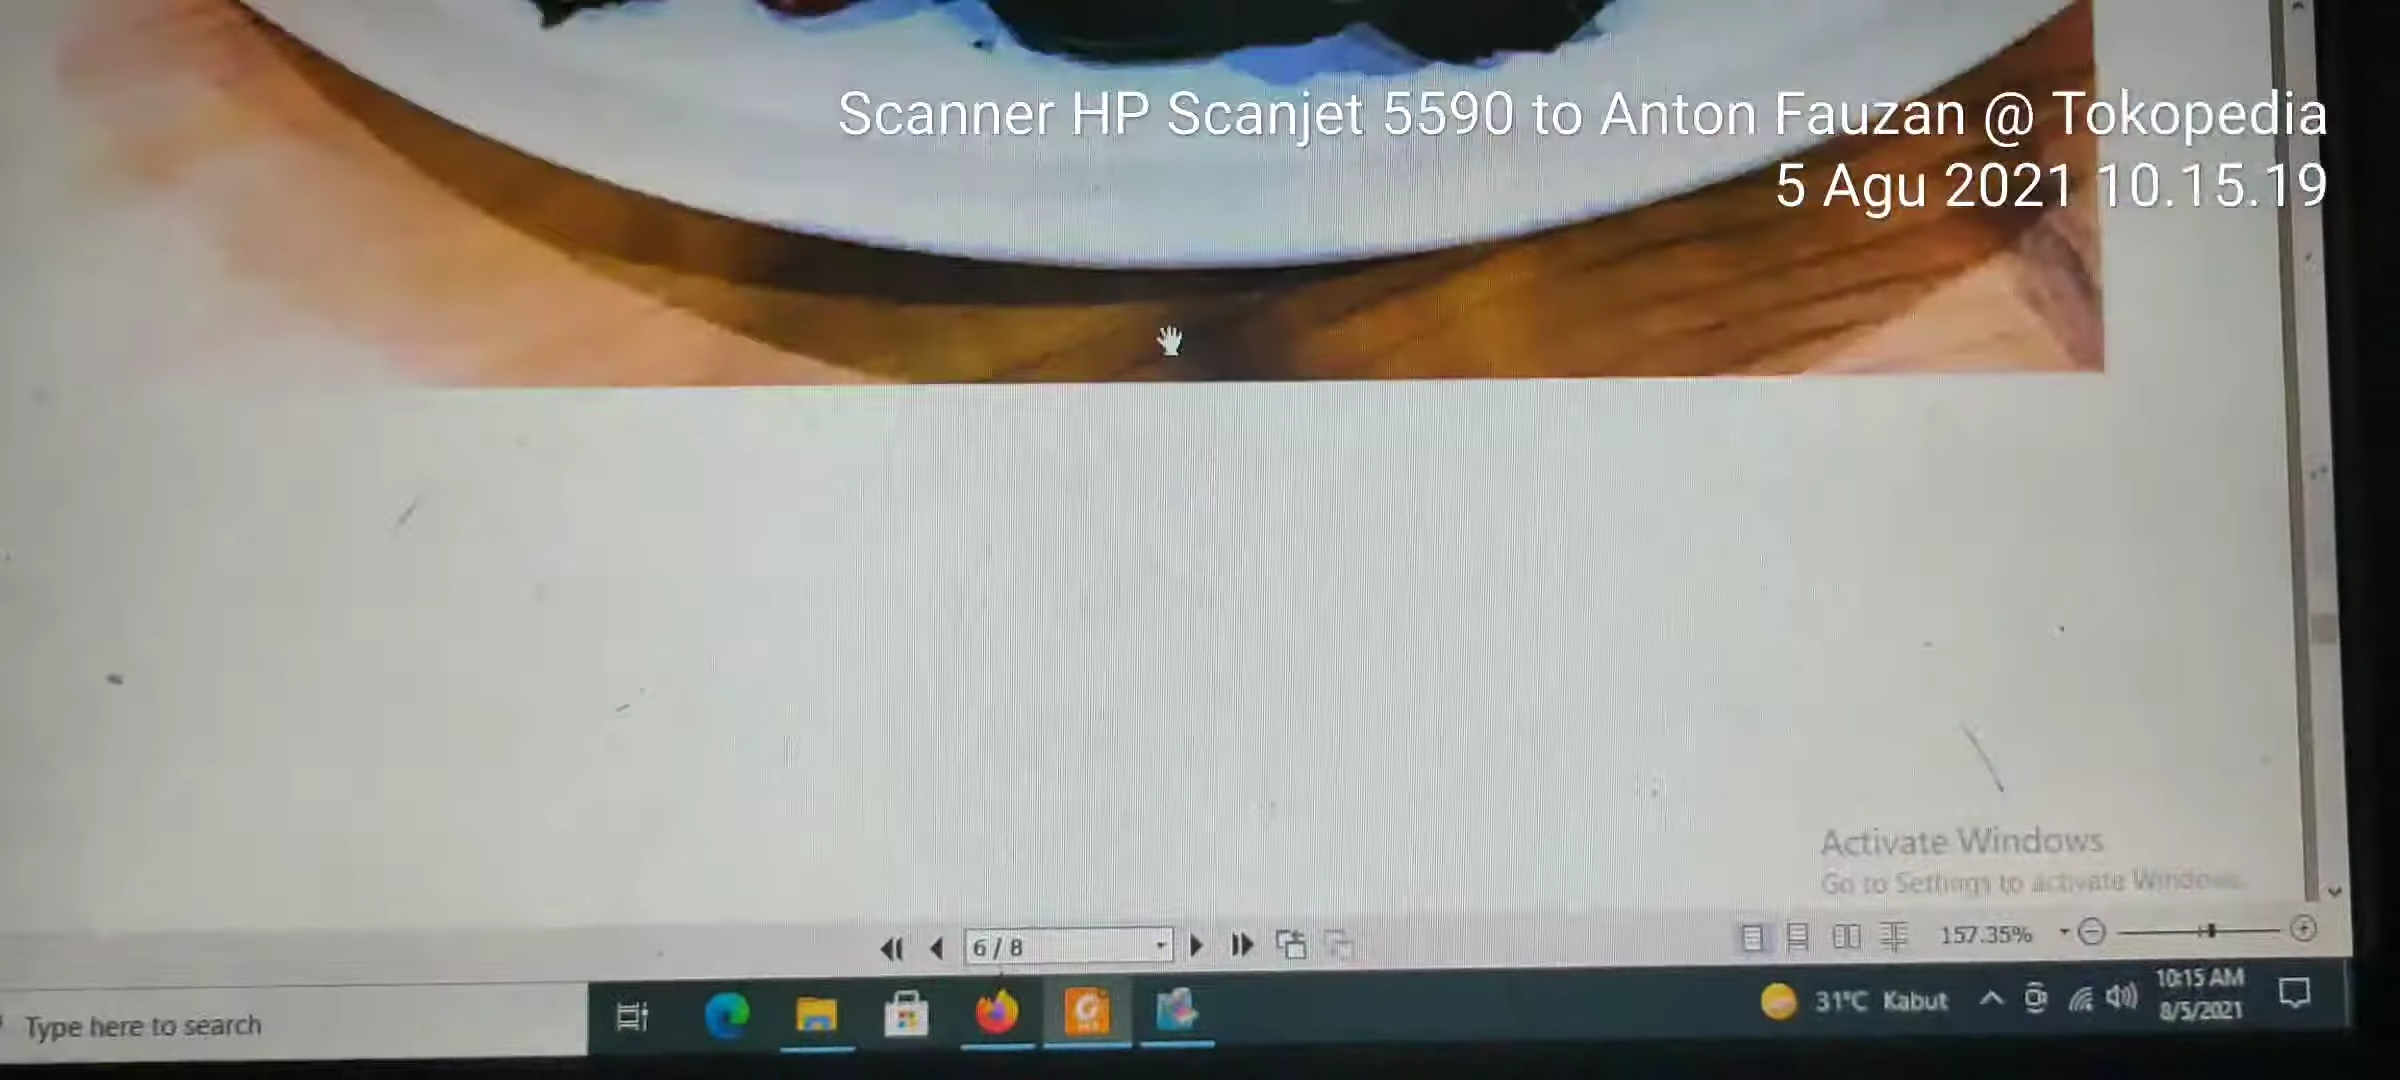 Scanner HP Scanjet 5590 to Anton Fauzan @ Tokopedia
5 Agu 2021 10.15.19
Activate Windows
Go to Settings to activate Windows.
6 / 8
157.35%
Type here to search
31°C Kabut
10:15 AM
8/5/2021